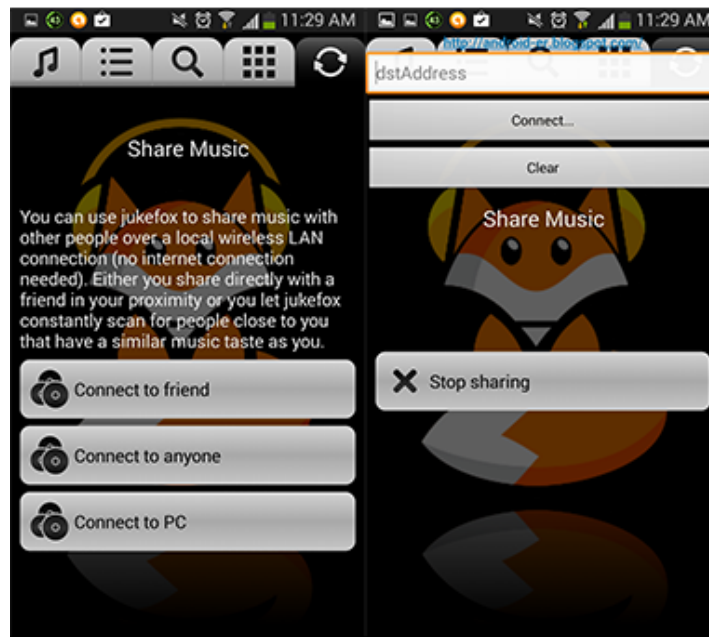 11:29 AM
Share Music
You can use jukefox to share music with
other people over a local wireless LAN
connection (no internet connection
needed). Either you share directly with a
friend in your proximity or you let jukefox
constantly scan for people close to you
that have a similar music taste as you.
Connect to friend
Connect to anyone
Connect to PC
11:29 AM
http://android-er.blogspot.com/
dstAddress
Connect...
Clear
Share Music
Stop sharing